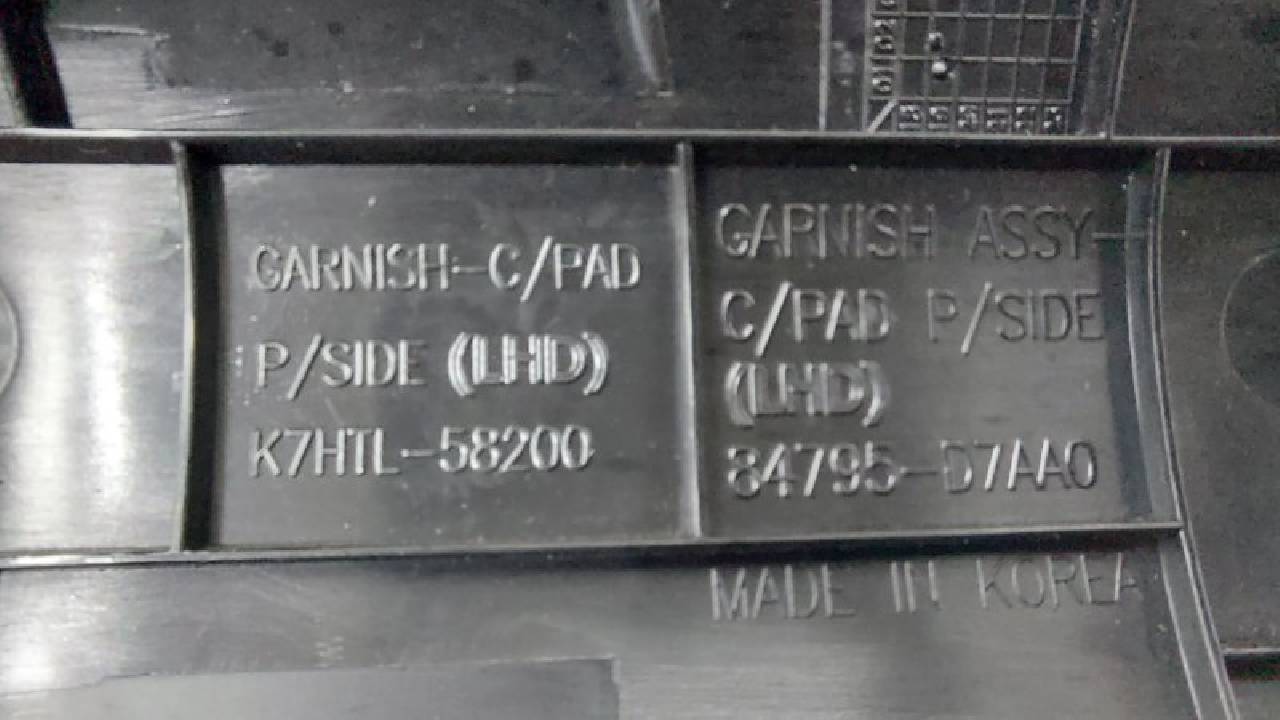 GARNISH-C/PAD
P/SIDE (LHD)
K7HTL-58200
GARNISH ASSY-
C/PAD P/SIDE
(LHD)
84795-D7AA0
MADE IN KOREA